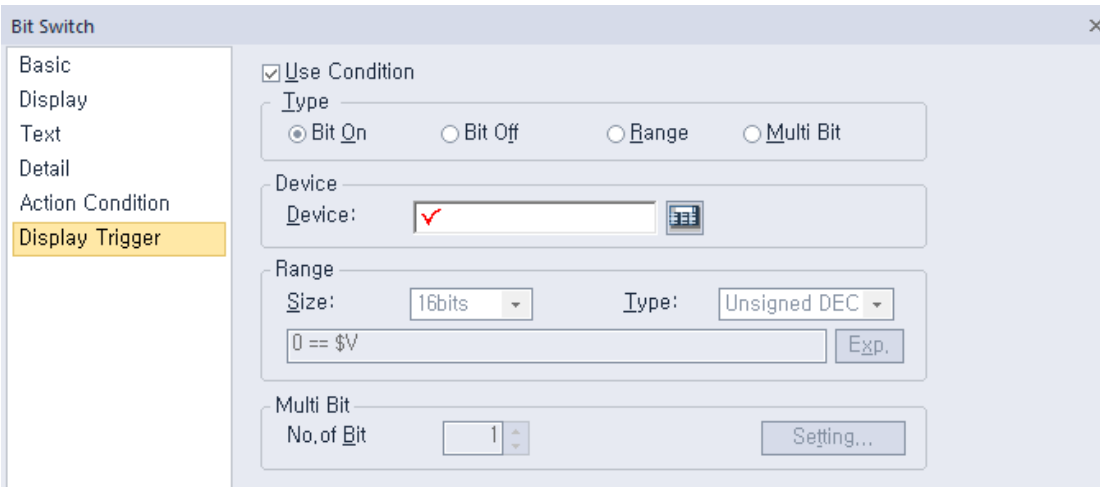 Bit Switch
Basic
Display
Text
Detail
Action Condition
Display Trigger
Use Condition
Type
Bit On Bit Off Range Multi Bit
Device
Device:
Range
Size: 16bits Type: Unsigned DEC
0 == $V Exp.
Multi Bit
No.of Bit 1 Setting...